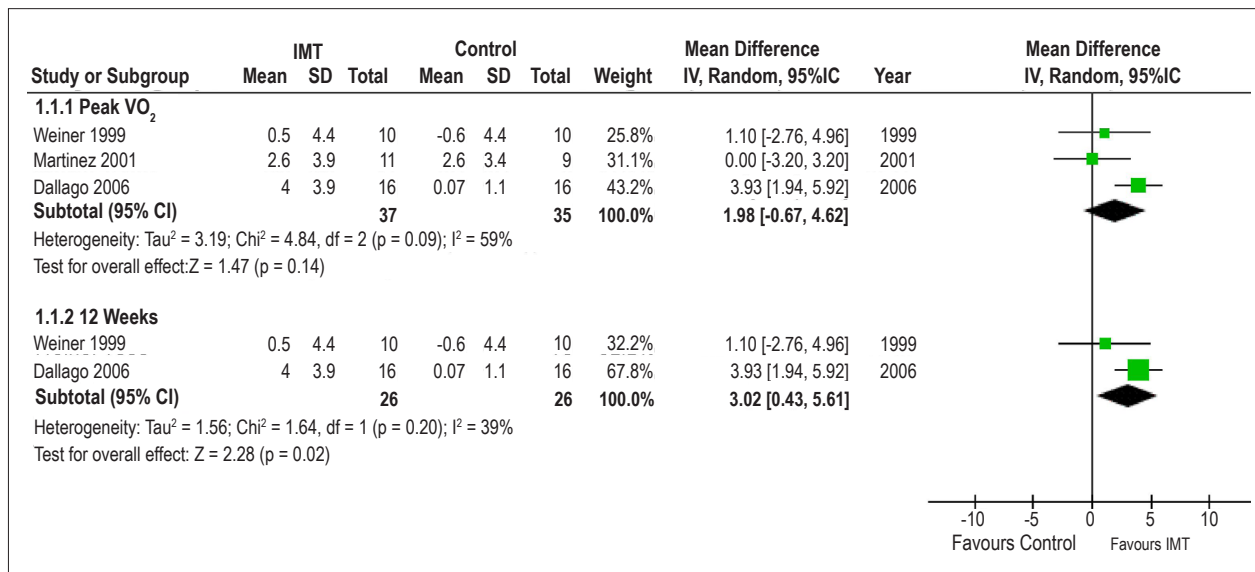 IMT Control Mean Difference Mean Difference
Study or Subgroup Mean SD Total Mean SD Total Weight IV, Random, 95%IC Year IV, Random, 95%IC
1.1.1 Peak VO₂
Weiner 1999 0.5 4.4 10 -0.6 4.4 10 25.8% 1.10 [-2.76, 4.96] 1999
Martinez 2001 2.6 3.9 11 2.6 3.4 9 31.1% 0.00 [-3.20, 3.20] 2001
Dallago 2006 4 3.9 16 0.07 1.1 16 43.2% 3.93 [1.94, 5.92] 2006
Subtotal (95% CI) 37 35 100.0% 1.98 [-0.67, 4.62]
Heterogeneity: Tau² = 3.19; Chi² = 4.84, df = 2 (p = 0.09); I² = 59%
Test for overall effect:Z = 1.47 (p = 0.14)
1.1.2 12 Weeks
Weiner 1999 0.5 4.4 10 -0.6 4.4 10 32.2% 1.10 [-2.76, 4.96] 1999
Dallago 2006 4 3.9 16 0.07 1.1 16 67.8% 3.93 [1.94, 5.92] 2006
Subtotal (95% CI) 26 26 100.0% 3.02 [0.43, 5.61]
Heterogeneity: Tau² = 1.56; Chi² = 1.64, df = 1 (p = 0.20); I² = 39%
Test for overall effect: Z = 2.28 (p = 0.02)
-10 -5 0 5 10
Favours Control Favours IMT